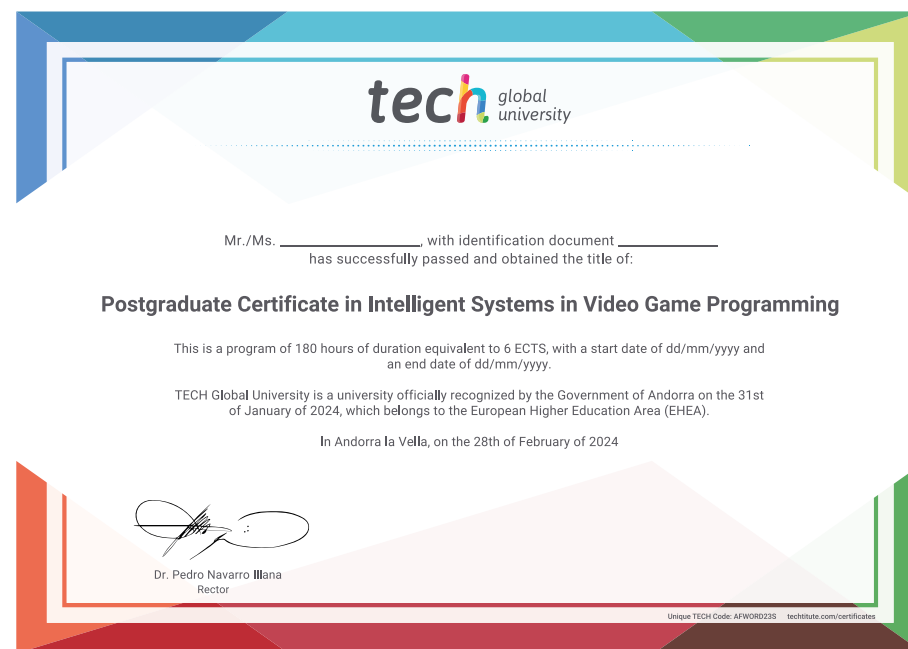 tech global
university
Mr./Ms. ____________, with identification document ____________
has successfully passed and obtained the title of:
Postgraduate Certificate in Intelligent Systems in Video Game Programming
This is a program of 180 hours of duration equivalent to 6 ECTS, with a start date of dd/mm/yyyy and
an end date of dd/mm/yyyy.
TECH Global University is a university officially recognized by the Government of Andorra on the 31st
of January of 2024, which belongs to the European Higher Education Area (EHEA).
In Andorra la Vella, on the 28th of February of 2024
Dr. Pedro Navarro Illana
Rector
Unique TECH Code: AFWORD23S techtitute.com/certificates